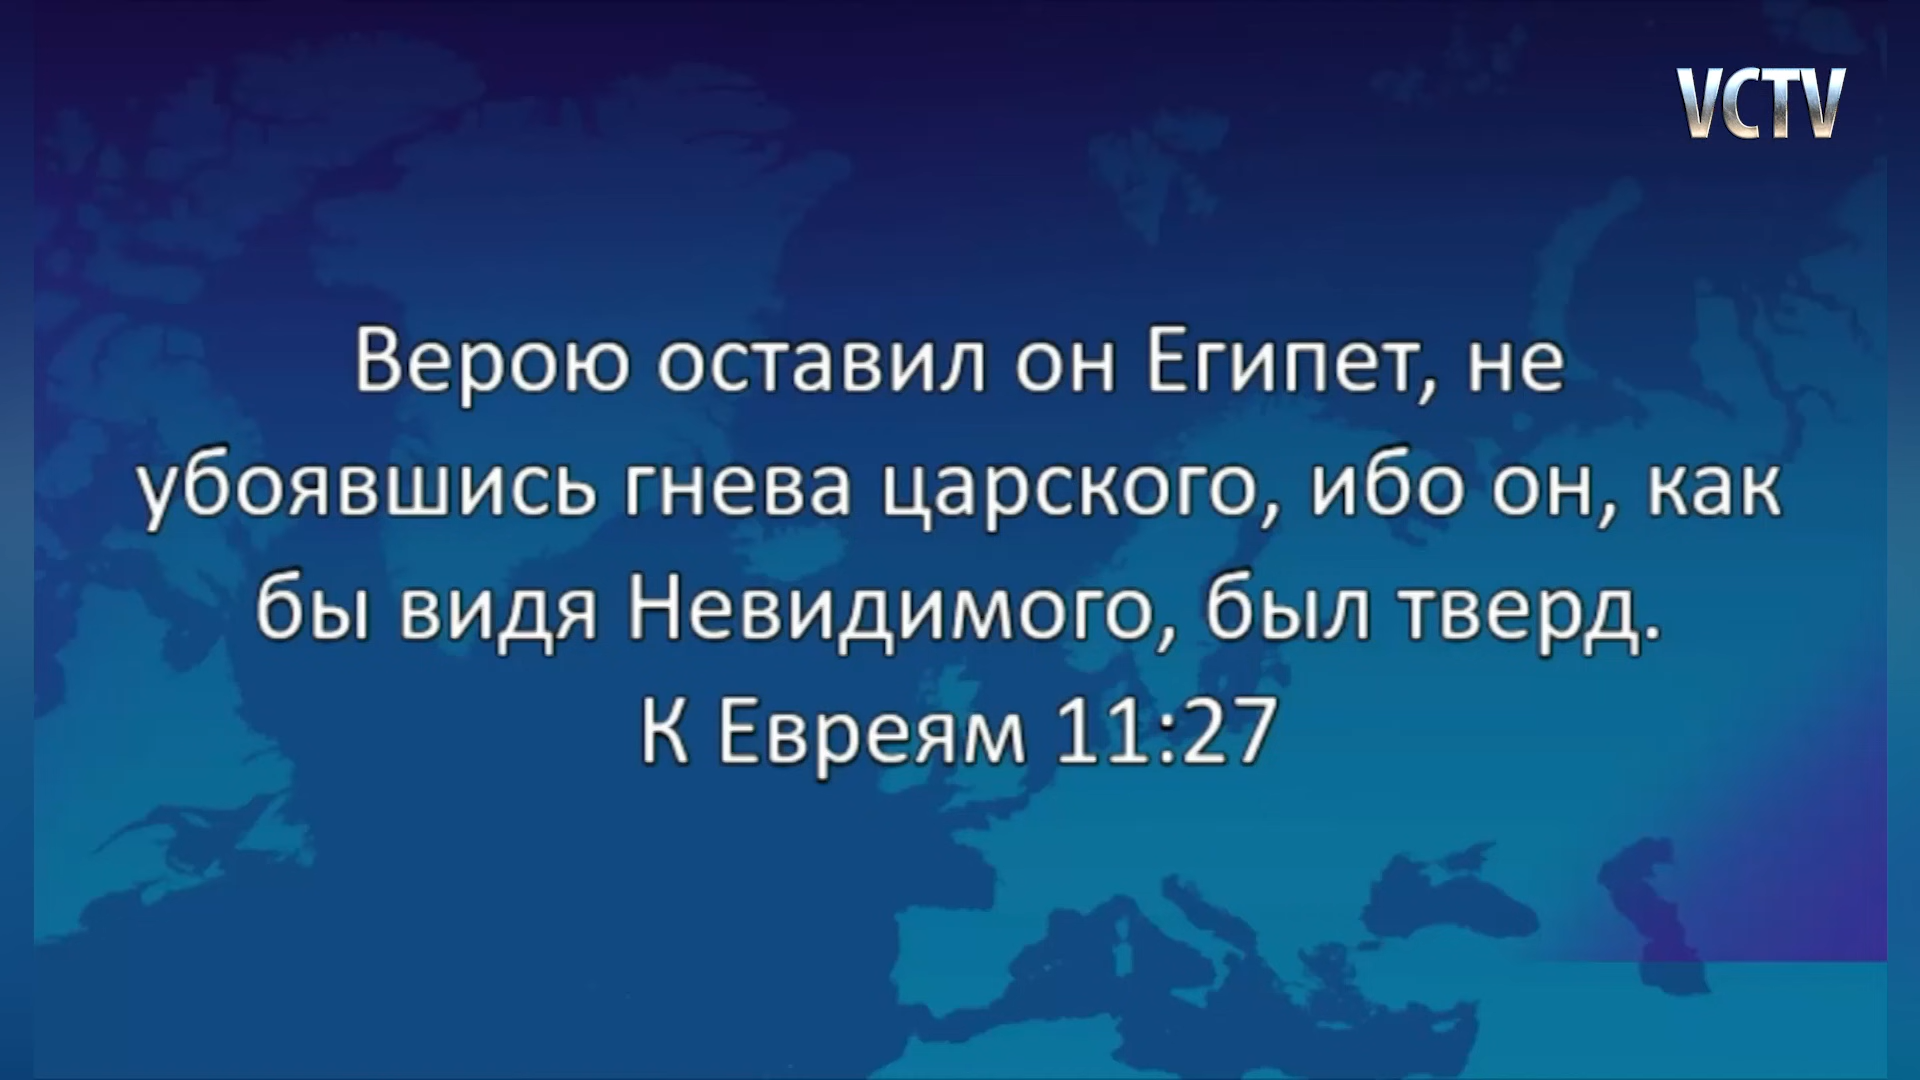 VCTV
Верою оставил он Египет, не
убоявшись гнева царского, ибо он, как
бы видя Невидимого, был тверд.
К Евреям 11:27